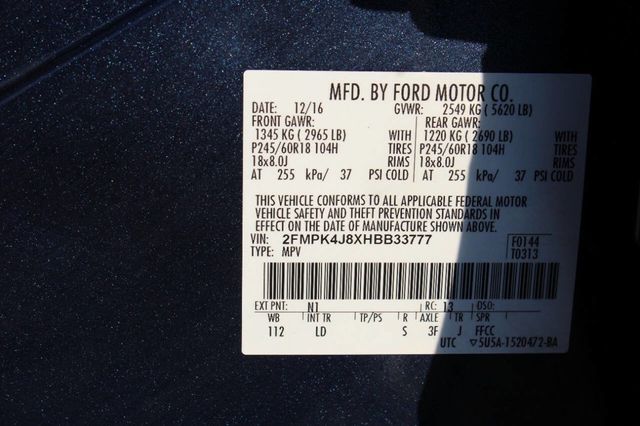 MFD. BY FORD MOTOR CO.
DATE: 12/16 GVWR: 2549 KG ( 5620 LB)
FRONT GAWR: REAR GAWR:
1345 KG ( 2965 LB) WITH 1220 KG ( 2690 LB) WITH
P245/60R18 104H TIRES P245/60R18 104H TIRES
18x8.0J RIMS 18x8.0J RIMS
AT 255 kPa/ 37 PSI COLD AT 255 kPa/ 37 PSI COLD
THIS VEHICLE CONFORMS TO ALL APPLICABLE FEDERAL MOTOR
VEHICLE SAFETY AND THEFT PREVENTION STANDARDS IN
EFFECT ON THE DATE OF MANUFACTURE SHOWN ABOVE.
VIN: 2FMPK4J8XHBB33777 F0144
TYPE: MPV T0313
EXT PNT: N1 RC: 13 DSO:
WB INT TR TP/PS R AXLE TR SPR
112 LD S 3F J FFCC
UTC ▽5U5A-1520472-BA